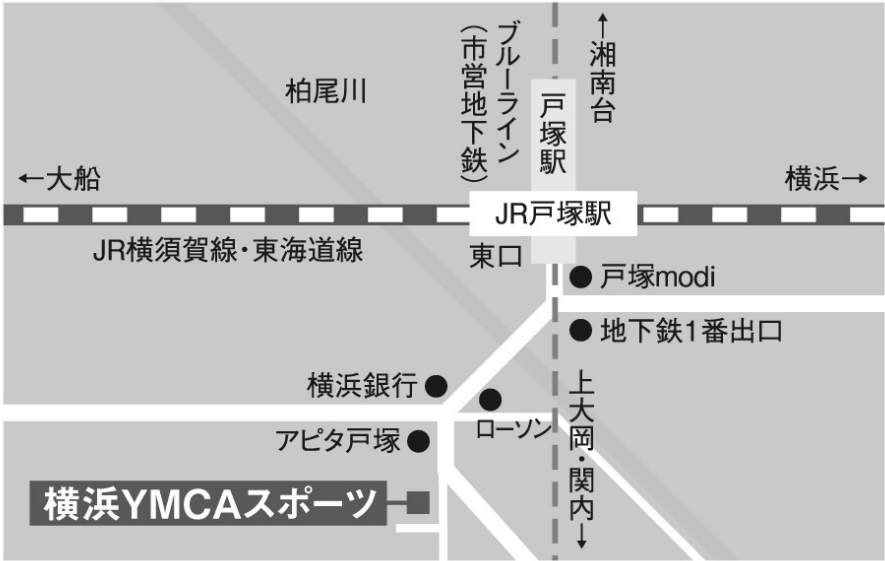 ←湘南台
ブルーライン
（市営地下鉄）
柏尾川
戸塚駅
←大船
横浜→
JR戸塚駅
JR横須賀線・東海道線
東口
戸塚modi
地下鉄1番出口
横浜銀行
ローソン
アピタ戸塚
上大岡・関内→
横浜YMCAスポーツ